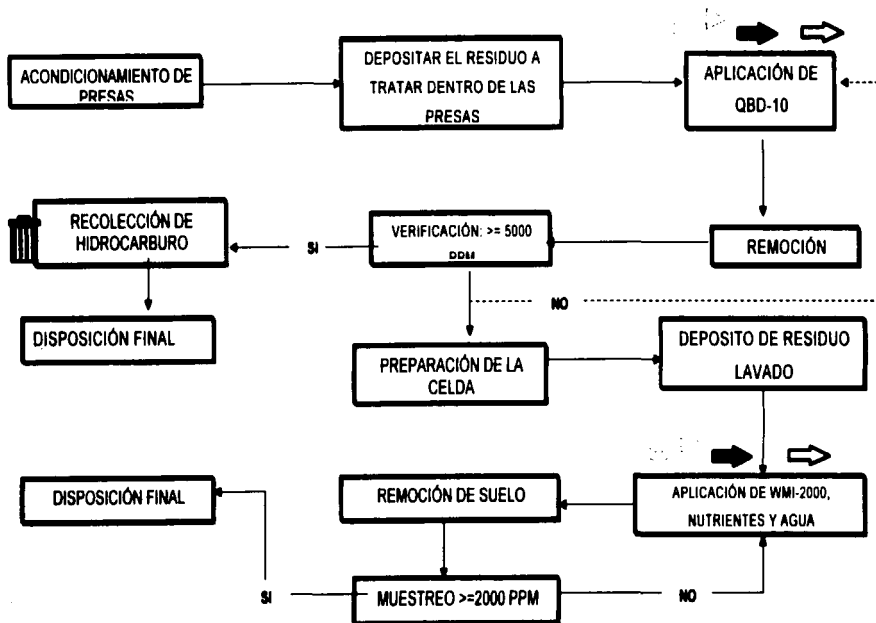 ACONDICIONAMIENTO DE
PRESAS
DEPOSITAR EL RESIDUO A
TRATAR DENTRO DE LAS
PRESAS
APLICACIÓN DE
QBD-10
RECOLECCIÓN DE
HIDROCARBURO
SI
VERIFICACIÓN: >= 5000
PPM
REMOCIÓN
NO
DISPOSICIÓN FINAL
PREPARACIÓN DE LA
CELDA
DEPOSITO DE RESIDUO
LAVADO
DISPOSICIÓN FINAL
REMOCIÓN DE SUELO
APLICACIÓN DE WMI-2000,
NUTRIENTES Y AGUA
SI
MUESTREO >=2000 PPM
NO